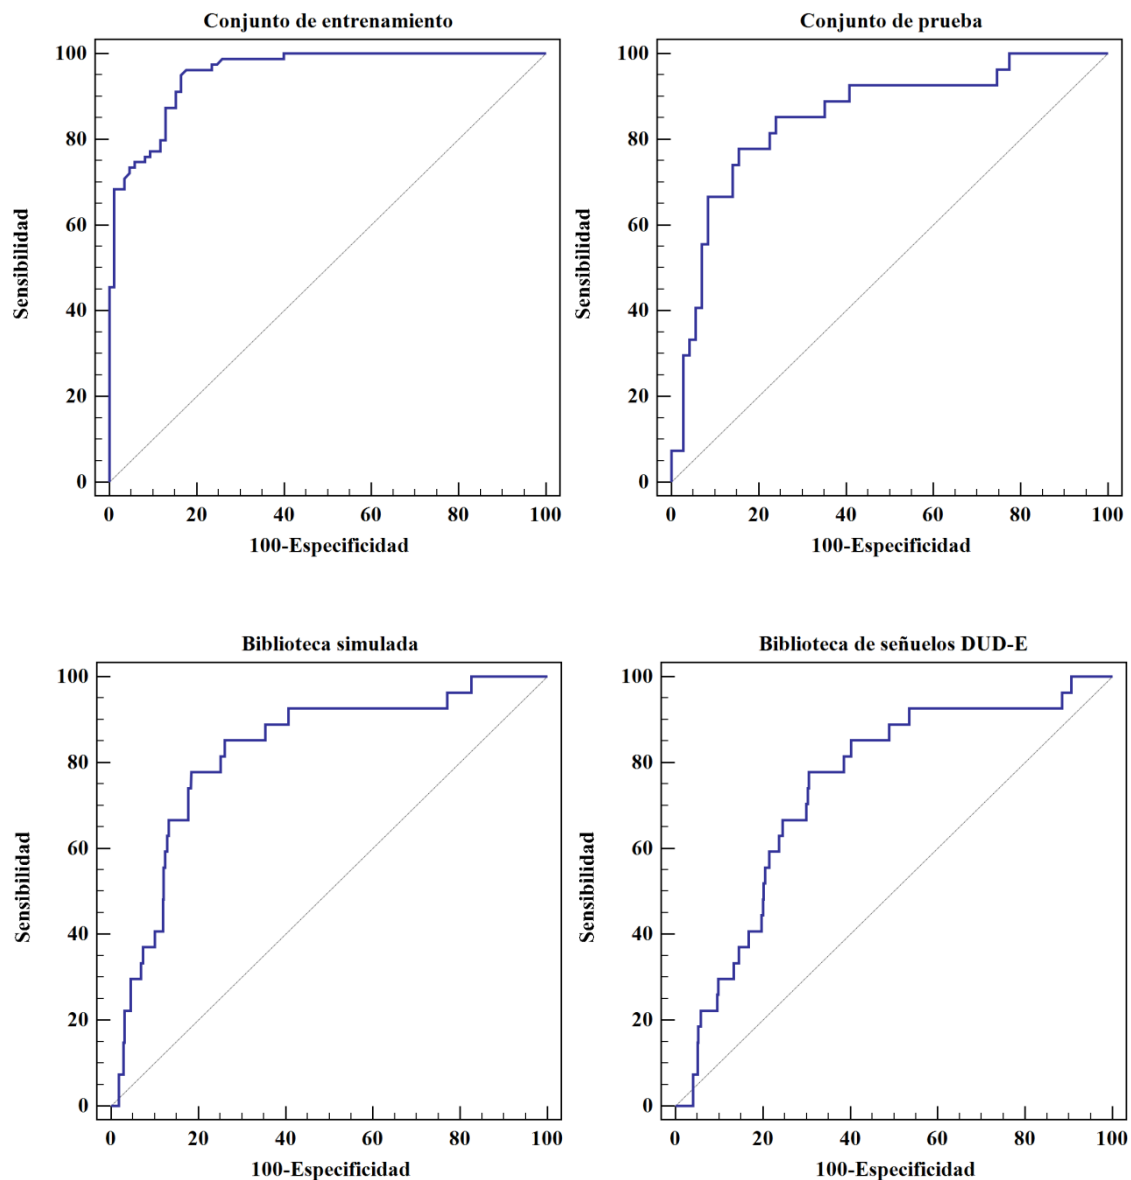 Conjunto de entrenamiento
100
80
60
40
20
0
Sensibilidad
0 20 40 60 80 100
100-Especificidad
Conjunto de prueba
100
80
60
40
20
0
Sensibilidad
0 20 40 60 80 100
100-Especificidad
Biblioteca simulada
100
80
60
40
20
0
Sensibilidad
0 20 40 60 80 100
100-Especificidad
Biblioteca de señuelos DUD-E
100
80
60
40
20
0
Sensibilidad
0 20 40 60 80 100
100-Especificidad